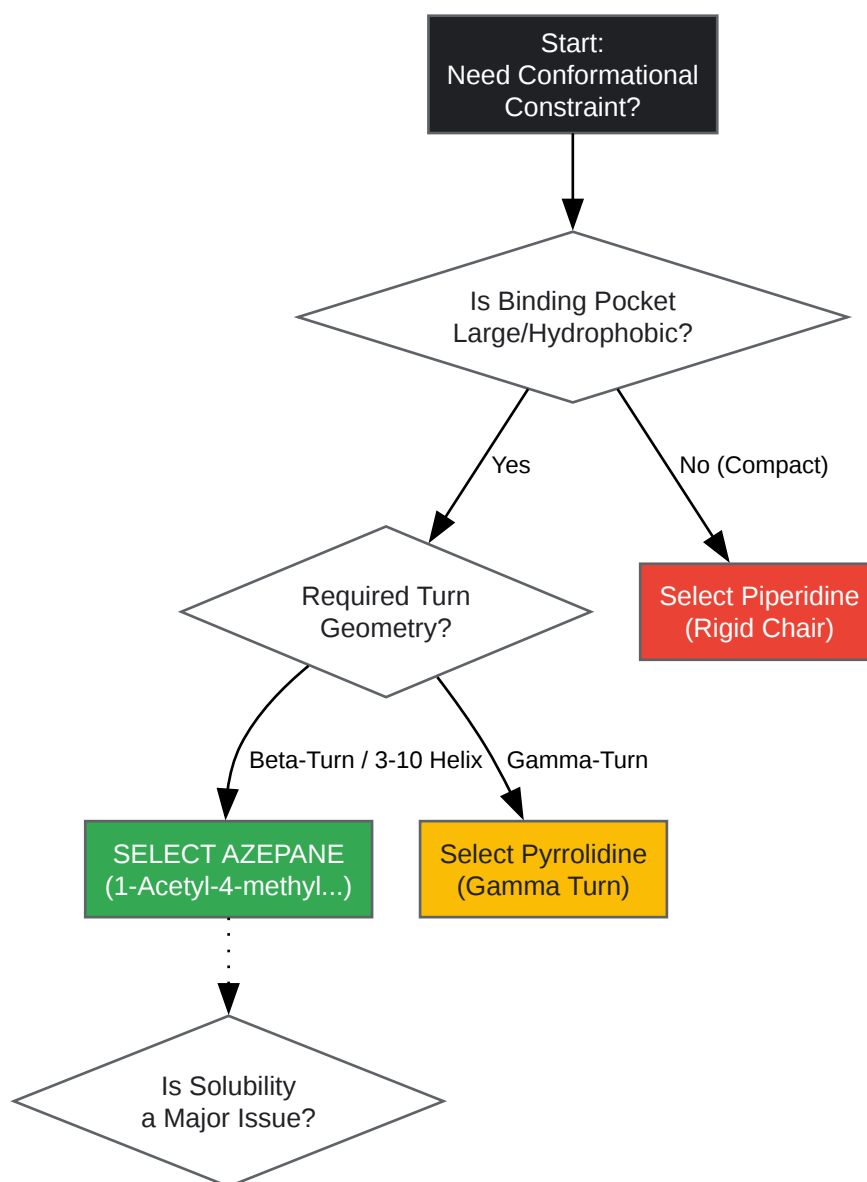 Start:
Need Conformational
Constraint?
Is Binding Pocket
Large/Hydrophobic?
Yes
No (Compact)
Required Turn
Geometry?
Select Piperidine
(Rigid Chair)
Beta-Turn / 3-10 Helix
Gamma-Turn
SELECT AZEPANE
(1-Acetyl-4-methyl...)
Select Pyrrolidine
(Gamma Turn)
Is Solubility
a Major Issue?